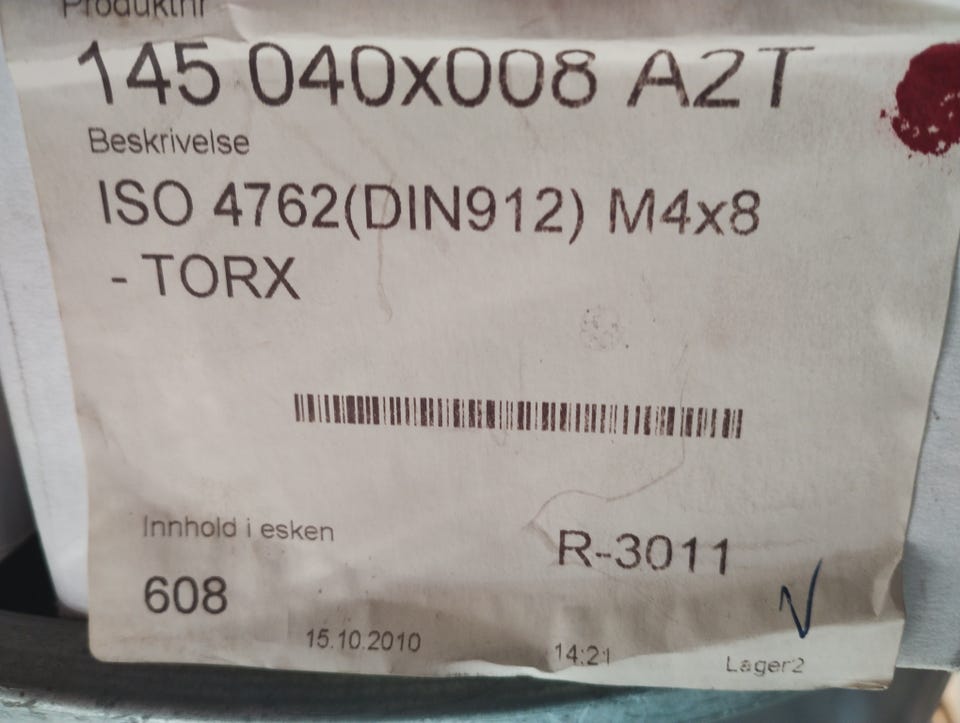 Produktnr
145 040x008 A2T
Beskrivelse
ISO 4762(DIN912) M4x8
- TORX
Innhold i esken
R-3011
608
15.10.2010 14:21 Lager2